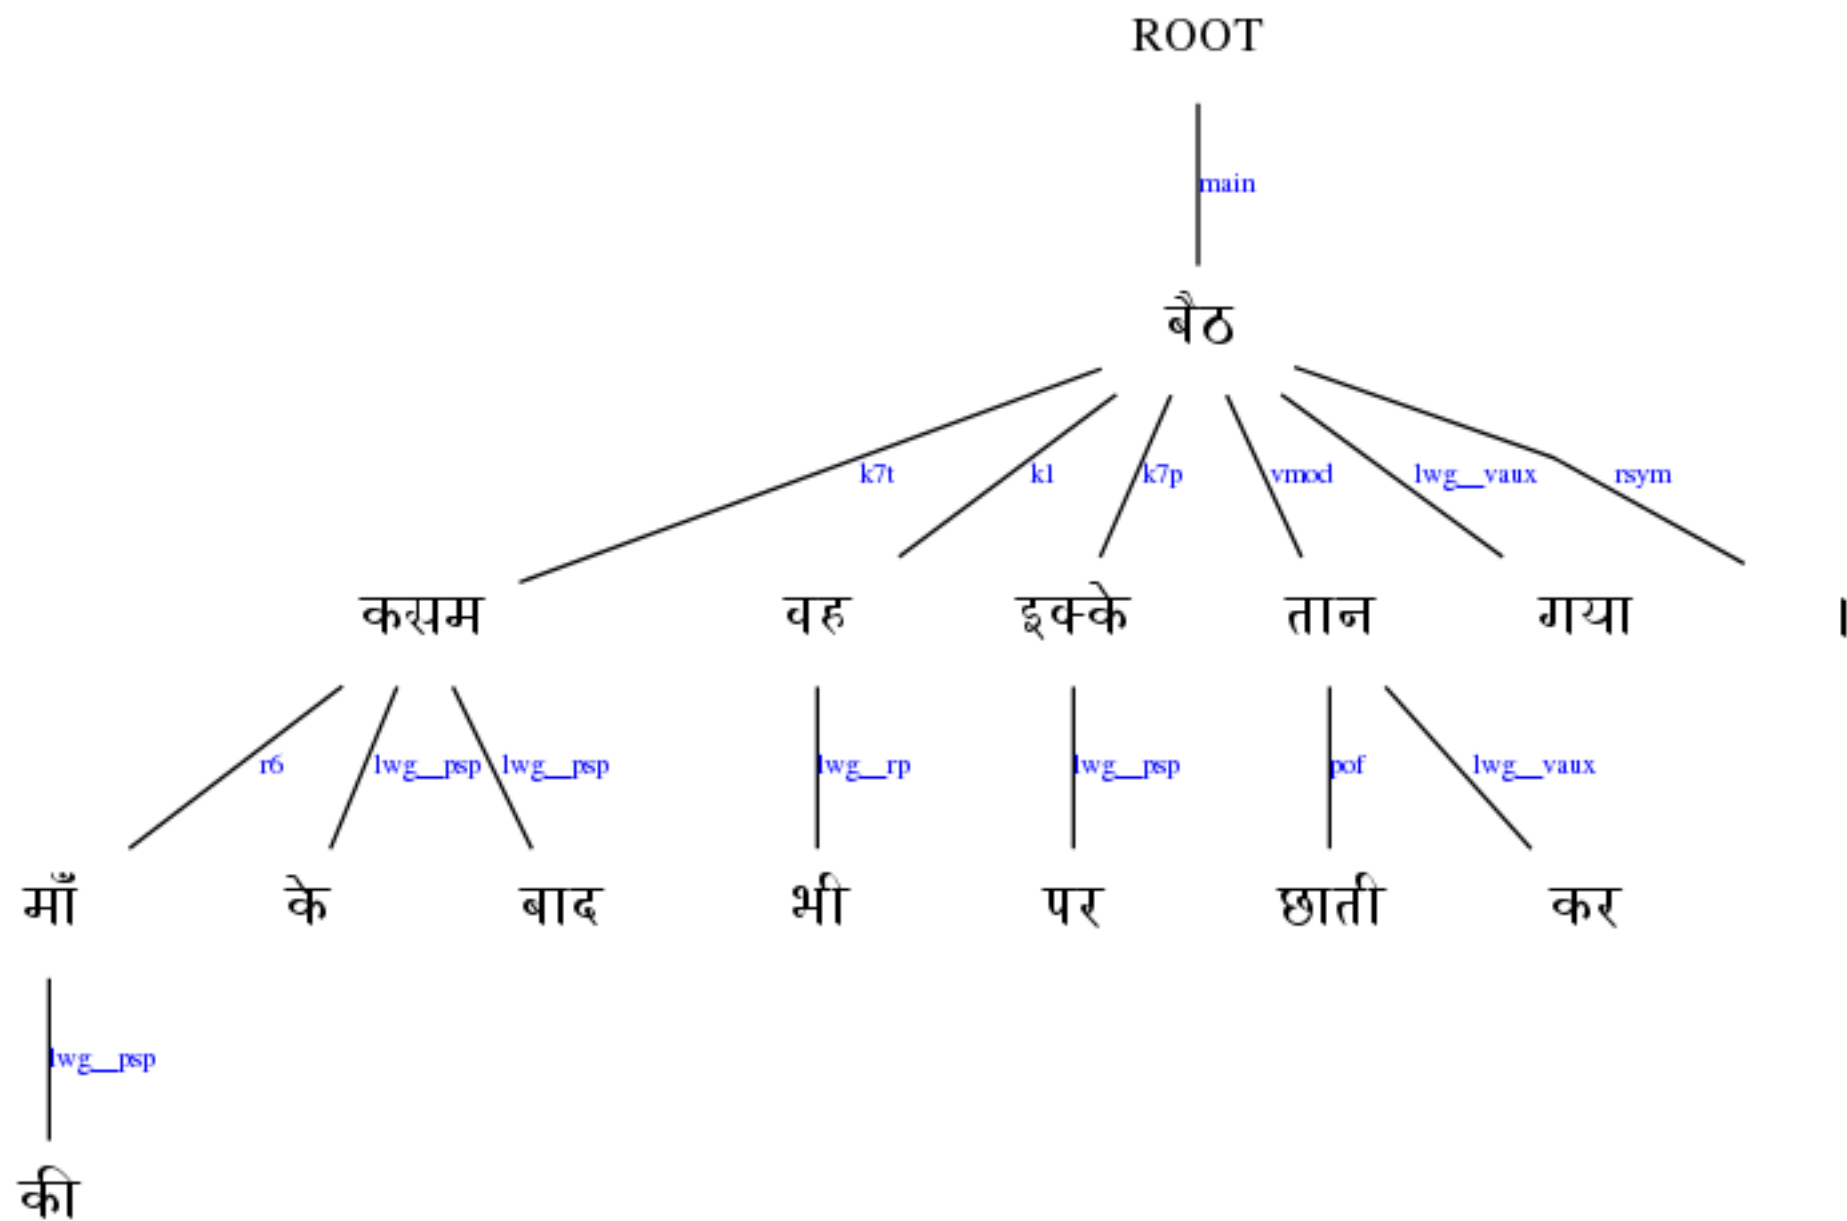 ROOT
main
बैठ
k7t k1 k7p vmod lwg__vaux rsym
कसम वह इक्के तान गया ।
r6 lwg__psp lwg__psp lwg__rp lwg__psp pof lwg__vaux
माँ के बाद भी पर छाती कर
lwg__psp
की